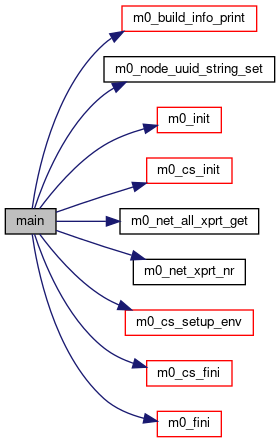 m0_build_info_print
m0_node_uuid_string_set
m0_init
m0_cs_init
main
m0_net_all_xprt_get
m0_net_xprt_nr
m0_cs_setup_env
m0_cs_fini
m0_fini